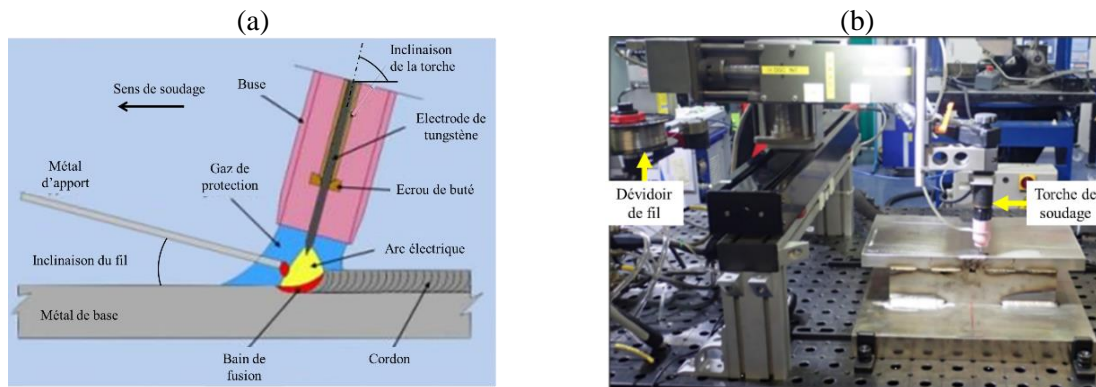 (a)
Inclinaison
de la torche
Sens de soudage
Buse
Electrode de
tungstène
Métal
d’apport
Gaz de
protection
Ecrou de buté
Arc électrique
Inclinaison du fil
Métal de base
Bain de
fusion
Cordon
(b)
Dévidoir
de fil
Torche de
soudage